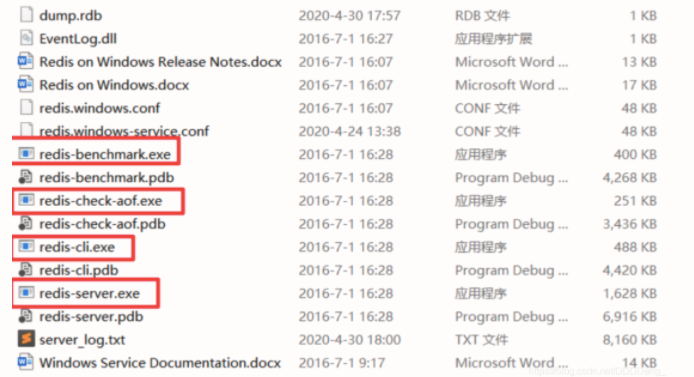 dump.rdb 2020-4-30 17:57 RDB 文件 1 KB
EventLog.dll 2016-7-1 16:27 应用程序扩展 1 KB
Redis on Windows Release Notes.docx 2016-7-1 16:07 Microsoft Word ... 13 KB
Redis on Windows.docx 2016-7-1 16:07 Microsoft Word ... 17 KB
redis.windows.conf 2016-7-1 16:07 CONF 文件 48 KB
redis.windows-service.conf 2020-4-24 13:38 CONF 文件 48 KB
redis-benchmark.exe 2016-7-1 16:28 应用程序 400 KB
redis-benchmark.pdb 2016-7-1 16:28 Program Debug ... 4,268 KB
redis-check-aof.exe 2016-7-1 16:28 应用程序 251 KB
redis-check-aof.pdb 2016-7-1 16:28 Program Debug ... 3,436 KB
redis-cli.exe 2016-7-1 16:28 应用程序 488 KB
redis-cli.pdb 2016-7-1 16:28 Program Debug ... 4,420 KB
redis-server.exe 2016-7-1 16:28 应用程序 1,628 KB
redis-server.pdb 2016-7-1 16:28 Program Debug ... 6,916 KB
server_log.txt 2020-4-30 18:00 TXT 文件 8,160 KB
Windows Service Documentation.docx 2016-7-1 9:17 Microsoft Word ... 14 KB